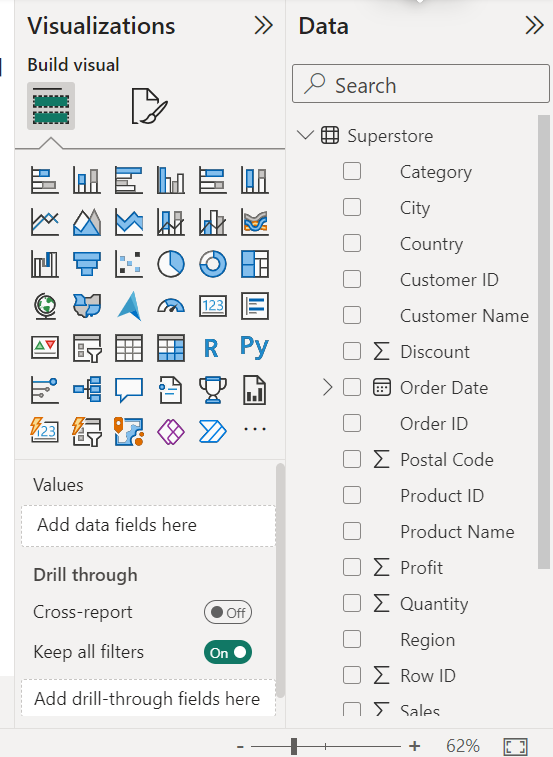 Visualizations
Build visual
123
R
Py
123
Values
Add data fields here
Drill through
Cross-report
Off
Keep all filters
On
Add drill-through fields here
Data
Search
Superstore
Category
City
Country
Customer ID
Customer Name
Σ Discount
Order Date
Order ID
Σ Postal Code
Product ID
Product Name
Σ Profit
Σ Quantity
Region
Σ Row ID
Σ Sales
- + 62%